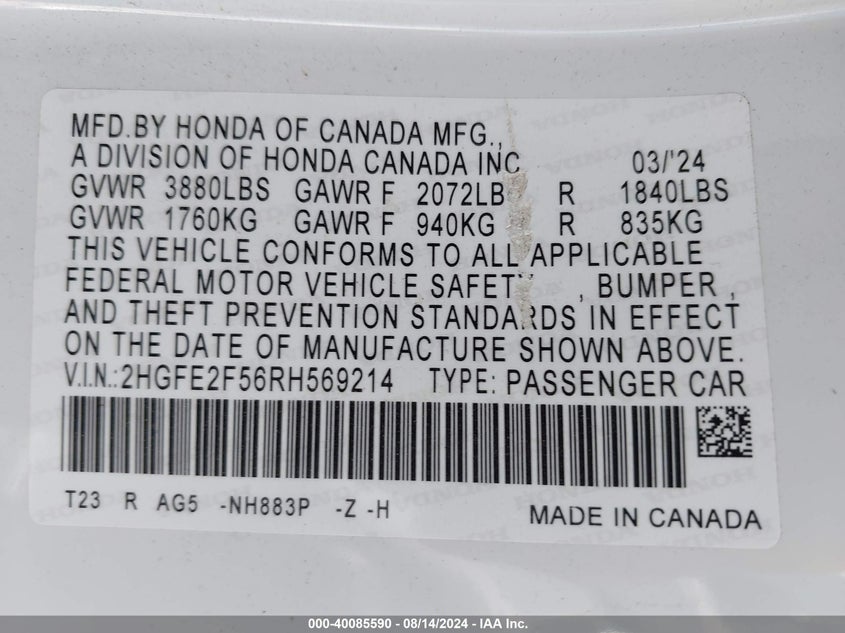 MFD.BY HONDA OF CANADA MFG.,
A DIVISION OF HONDA CANADA INC 03/'24
GVWR 3880LBS GAWR F 2072LB R 1840LBS
GVWR 1760KG GAWR F 940KG R 835KG
THIS VEHICLE CONFORMS TO ALL APPLICABLE
FEDERAL MOTOR VEHICLE SAFETY , BUMPER ,
AND THEFT PREVENTION STANDARDS IN EFFECT
ON THE DATE OF MANUFACTURE SHOWN ABOVE.
V.I.N.:2HGFE2F56RH569214 TYPE: PASSENGER CAR
T23 R AG5 -NH883P -Z -H
MADE IN CANADA
000-40085590 - 08/14/2024 - IAA Inc.